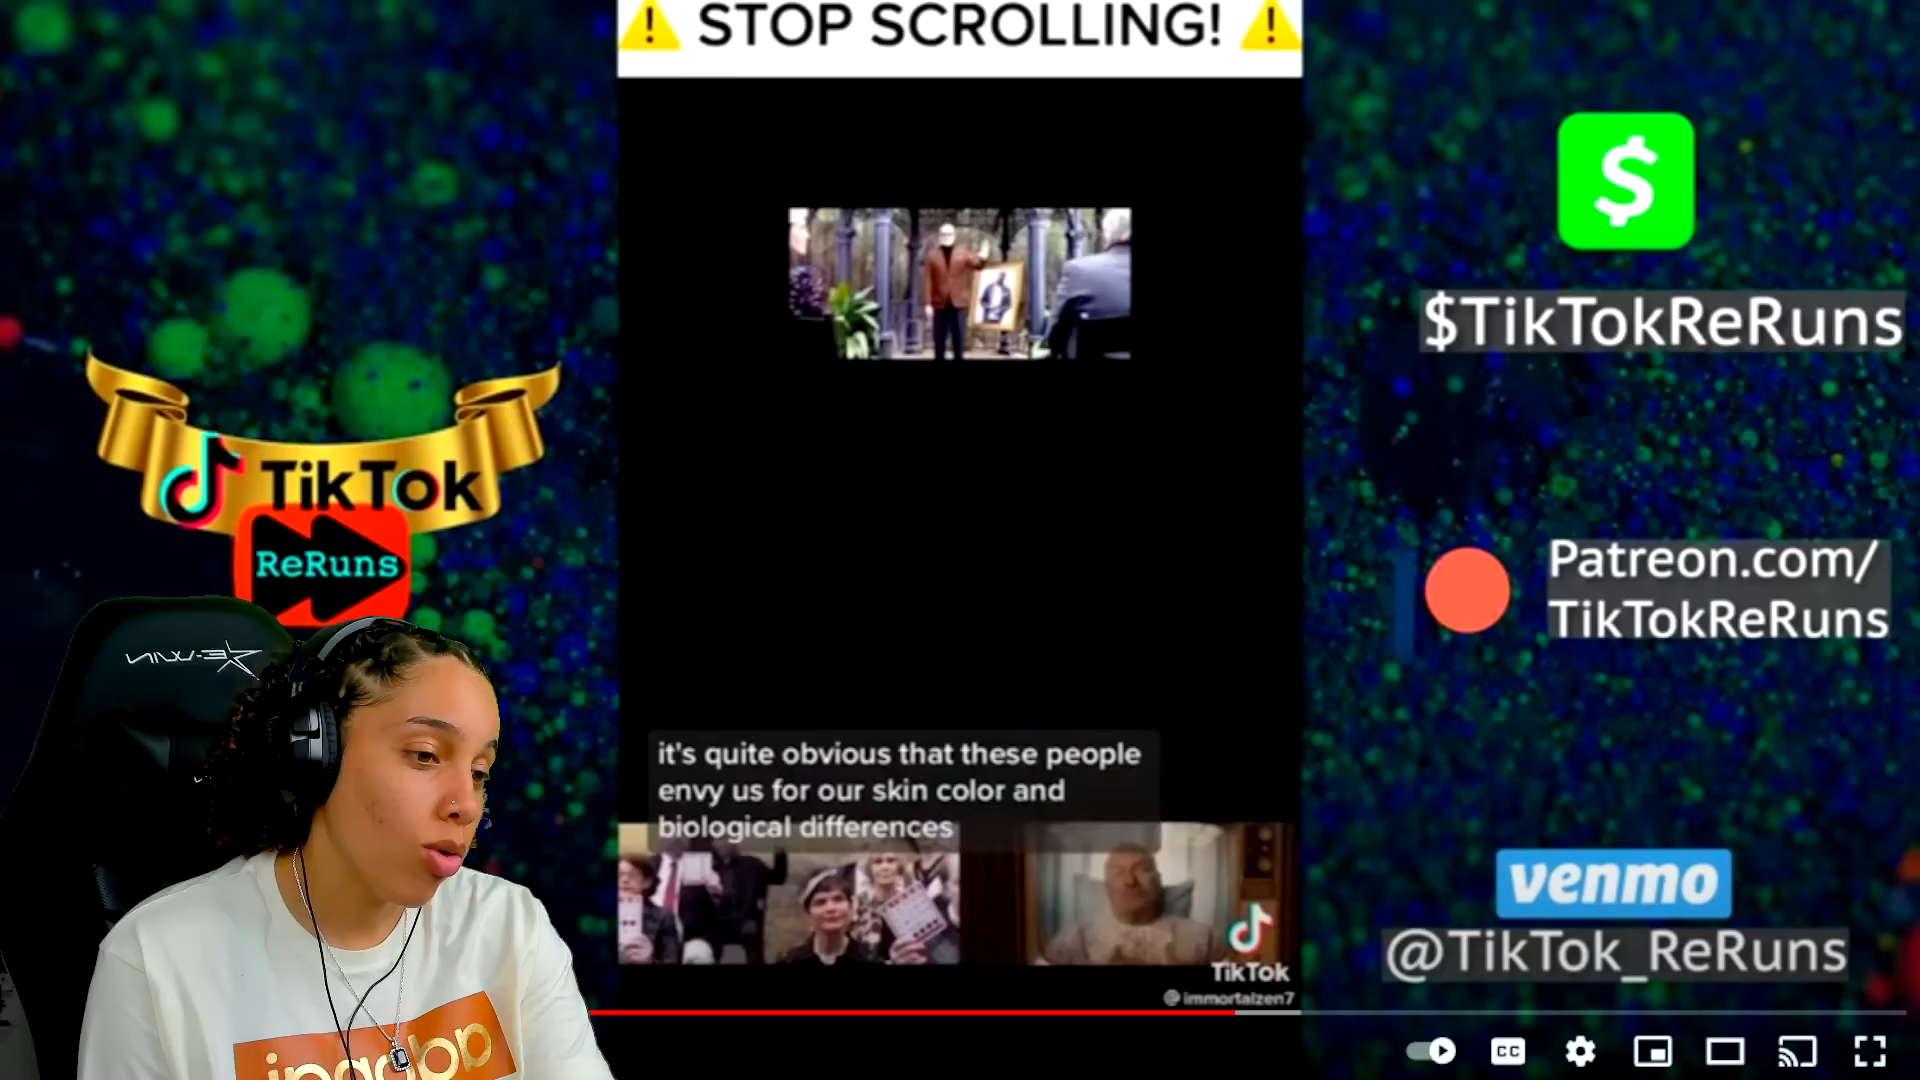 STOP SCROLLING!
$
$TikTokReRuns
TikTok
ReRuns
Patreon.com/
TikTokReRuns
it's quite obvious that these people
envy us for our skin color and
biological differences
venmo
@TikTok_ReRuns
TikTok
@immortalzen7
CC